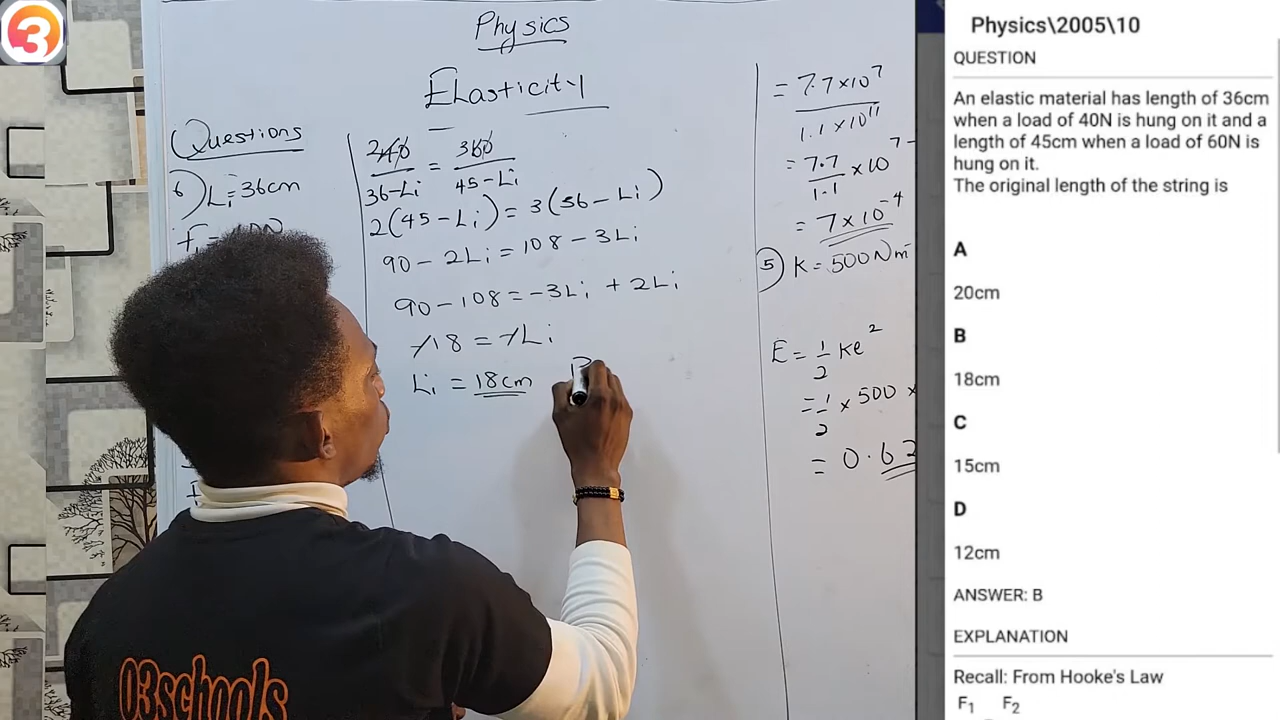 3
Physics
Elasticity
Questions
6) Li = 36cm
240/36-Li = 360/45-Li
2(45-Li) = 3(36-Li)
90 - 2Li = 108 - 3Li
90 - 108 = -3Li + 2Li
-18 = -1Li
Li = 18cm
= 7.7×10^7/1.1×10^11
= 7.7/1.1 ×10^7-
= 7×10^-4
5) K = 500Nm
E = 1/2 Ke^2
= 1/2 × 500 ×
= 0.62
03schools
Physics\2005\10
QUESTION
An elastic material has length of 36cm
when a load of 40N is hung on it and a
length of 45cm when a load of 60N is
hung on it.
The original length of the string is
A
20cm
B
18cm
C
15cm
D
12cm
ANSWER: B
EXPLANATION
Recall: From Hooke's Law
F1 F2